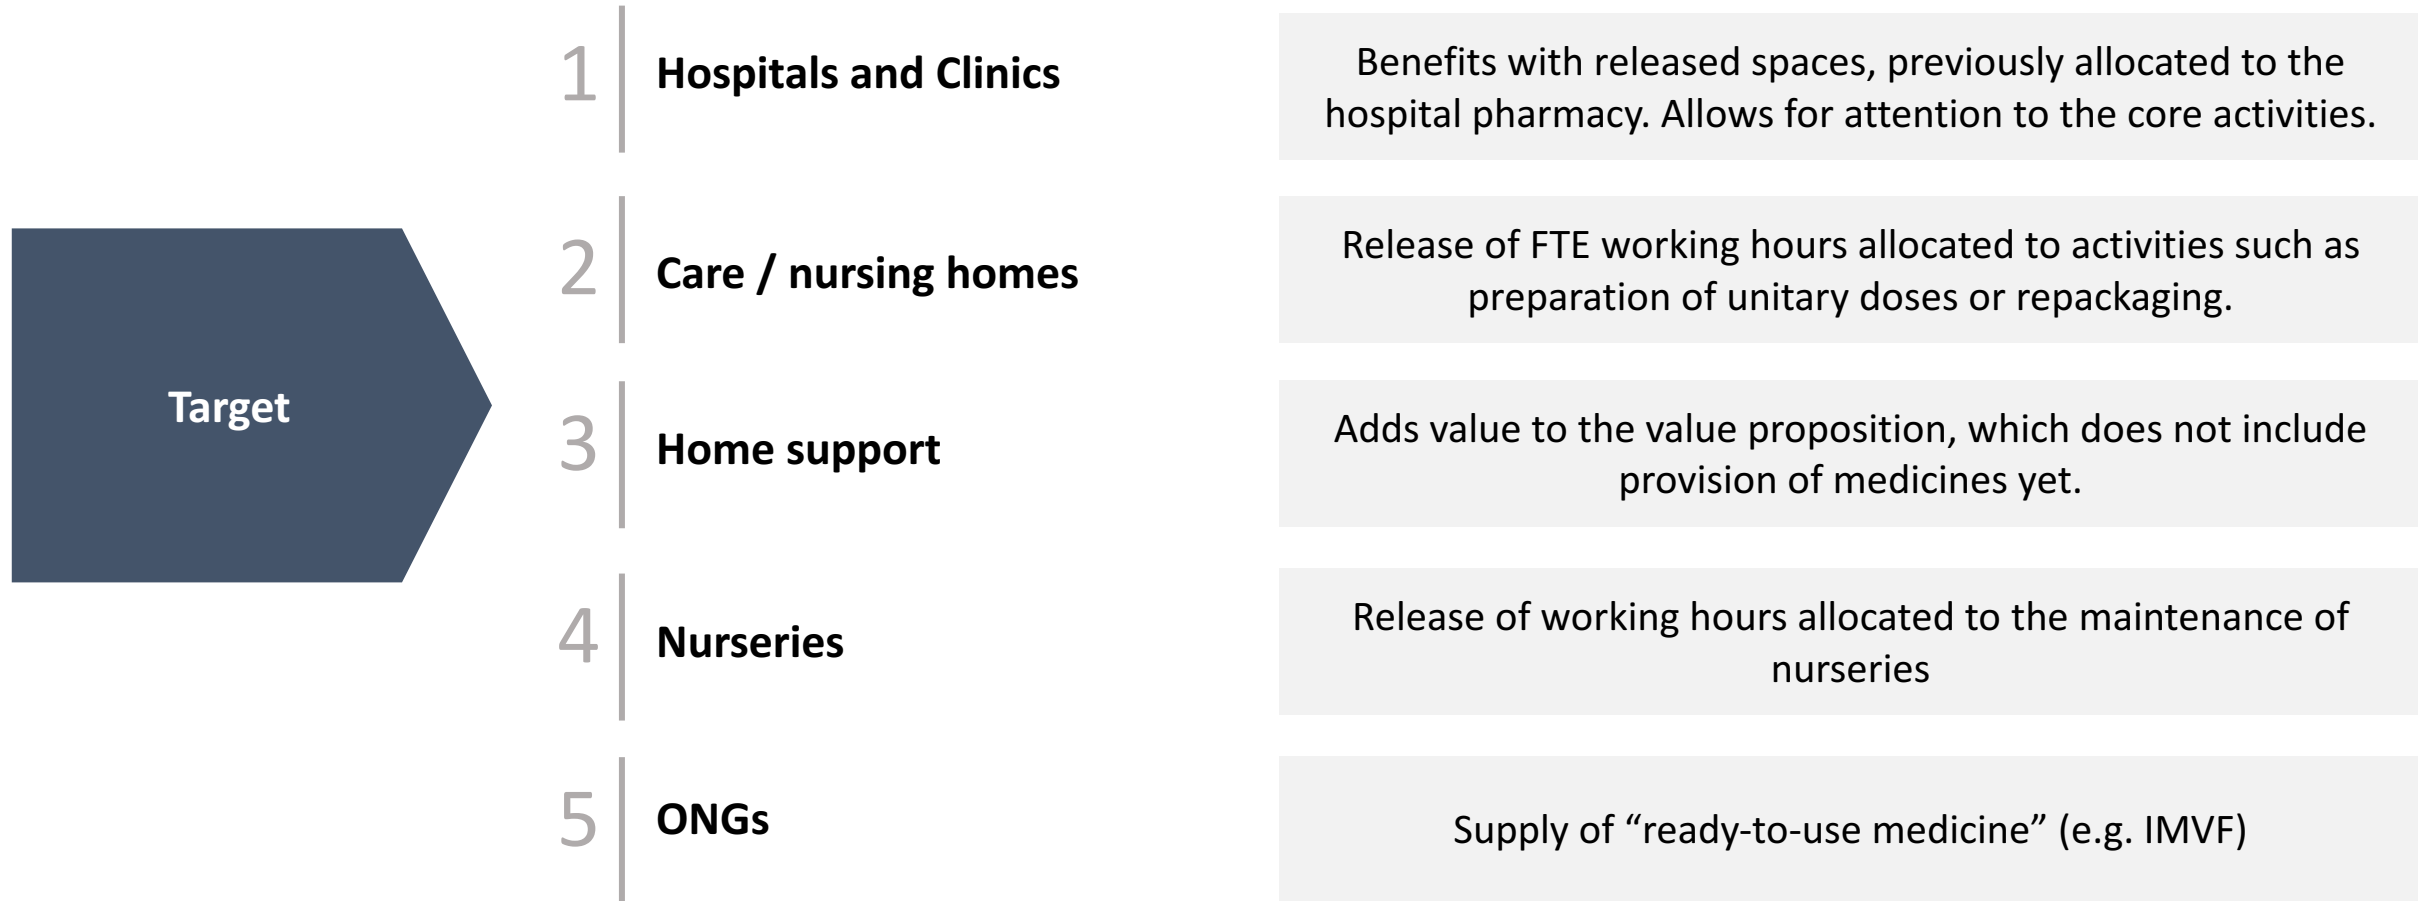 Target
1
Hospitals and Clinics
Benefits with released spaces, previously allocated to the
hospital pharmacy. Allows for attention to the core activities.
2
Care / nursing homes
Release of FTE working hours allocated to activities such as
preparation of unitary doses or repackaging.
3
Home support
Adds value to the value proposition, which does not include
provision of medicines yet.
4
Nurseries
Release of working hours allocated to the maintenance of
nurseries
5
ONGs
Supply of “ready-to-use medicine” (e.g. IMVF)